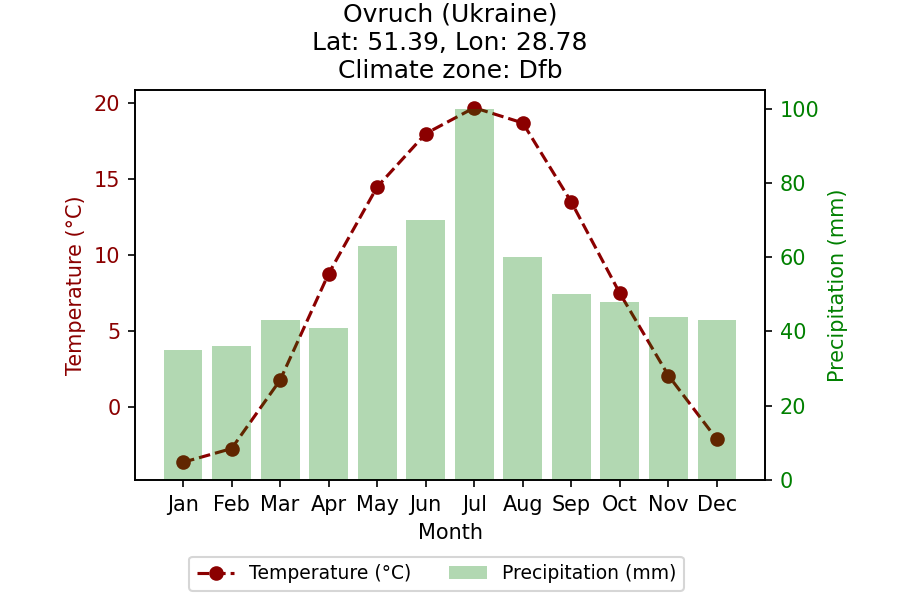 Ovruch (Ukraine)
Lat: 51.39, Lon: 28.78
Climate zone: Dfb
20
15
10
5
0
Temperature (°C)
100
80
60
40
20
0
Precipitation (mm)
Jan Feb Mar Apr May Jun Jul Aug Sep Oct Nov Dec
Month
Temperature (°C) Precipitation (mm)